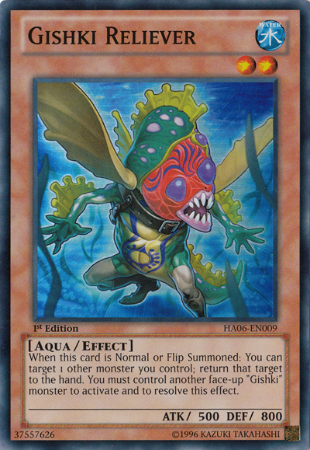 GISHKI RELIEVER
WATER
水
1st Edition
HA06-EN009
[AQUA / EFFECT]
When this card is Normal or Flip Summoned: You can
target 1 other monster you control; return that target
to the hand. You must control another face-up "Gishki"
monster to activate and to resolve this effect.
ATK/ 500 DEF/ 800
37557626
©1996 KAZUKI TAKAHASHI